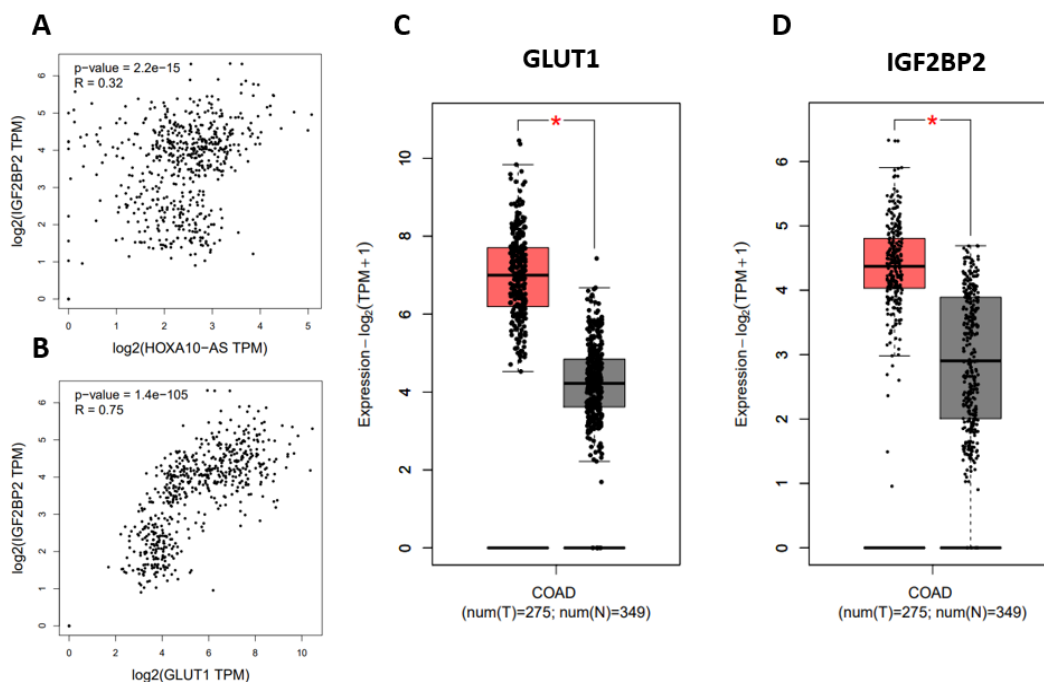 A
p−value = 2.2e−15
R = 0.32
log2(IGF2BP2 TPM)
0
1
2
3
4
5
6
0
1
2
3
4
5
log2(HOXA10−AS TPM)
B
p−value = 1.4e−105
R = 0.75
log2(IGF2BP2 TPM)
0
1
2
3
4
5
6
0
2
4
6
8
10
log2(GLUT1 TPM)
C
GLUT1
*
Expression − log2(TPM + 1)
0
2
4
6
8
10
COAD
(num(T)=275; num(N)=349)
D
IGF2BP2
*
Expression − log2(TPM + 1)
0
1
2
3
4
5
6
COAD
(num(T)=275; num(N)=349)